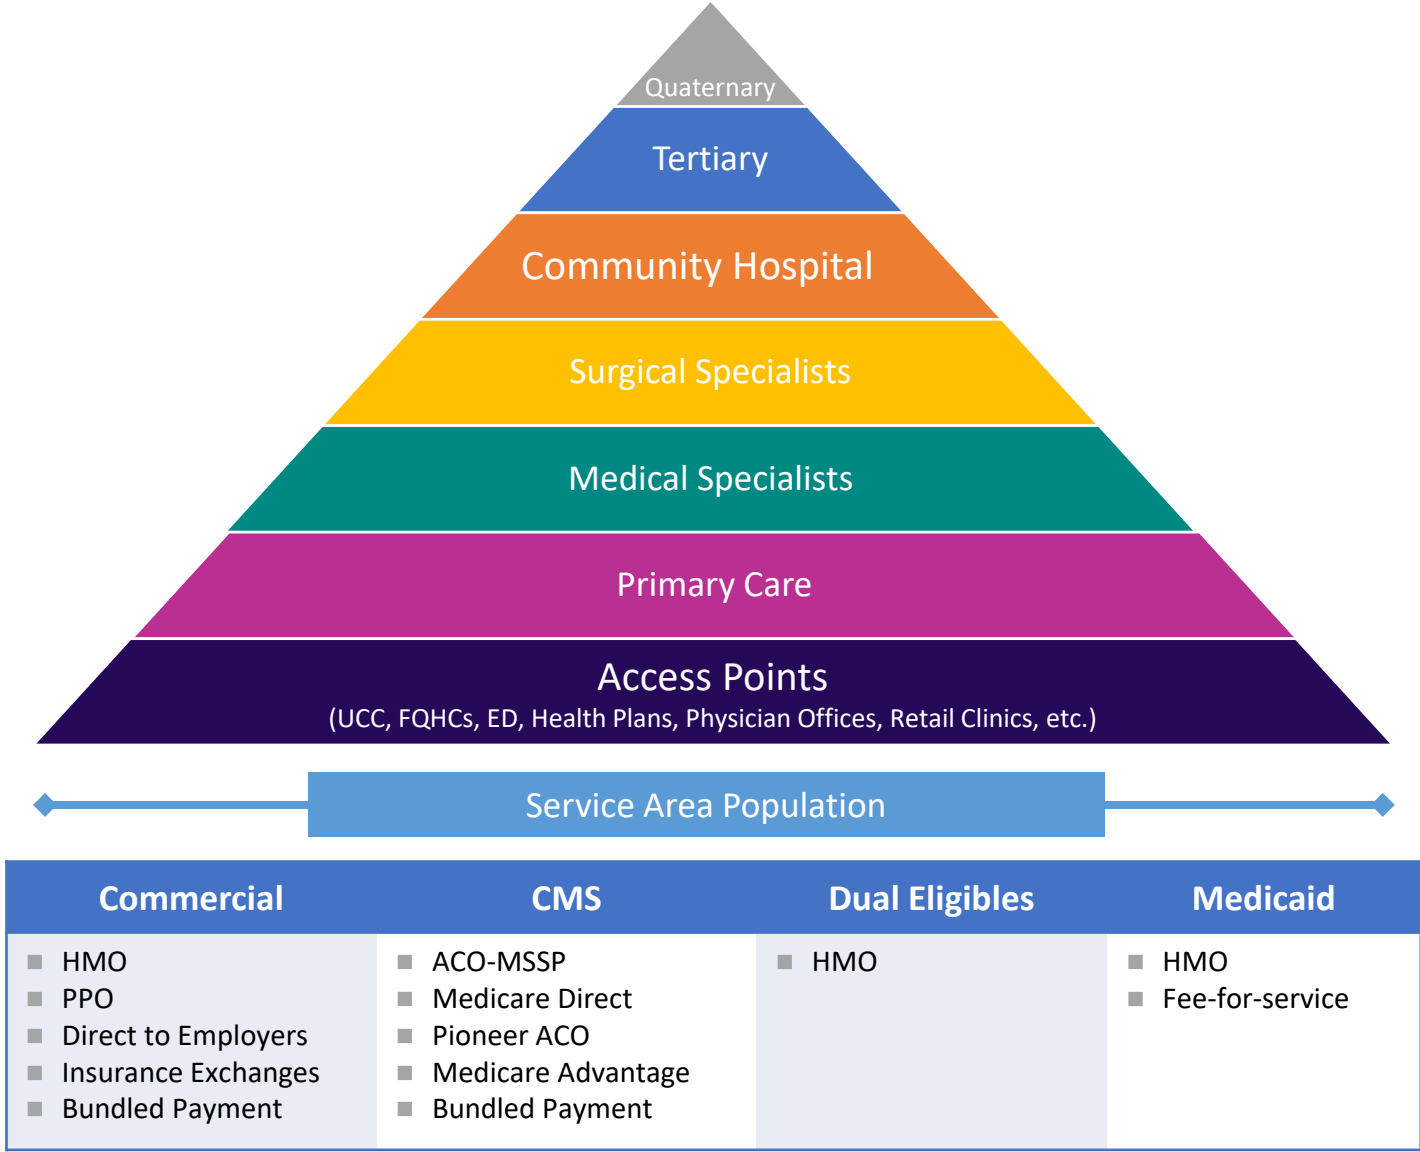 Quaternary
Tertiary
Community Hospital
Surgical Specialists
Medical Specialists
Primary Care
Access Points
(UCC, FQHCs, ED, Health Plans, Physician Offices, Retail Clinics, etc.)
Service Area Population
Commercial
HMO
PPO
Direct to Employers
Insurance Exchanges
Bundled Payment
CMS
ACO-MSSP
Medicare Direct
Pioneer ACO
Medicare Advantage
Bundled Payment
Dual Eligibles
HMO
Medicaid
HMO
Fee-for-service